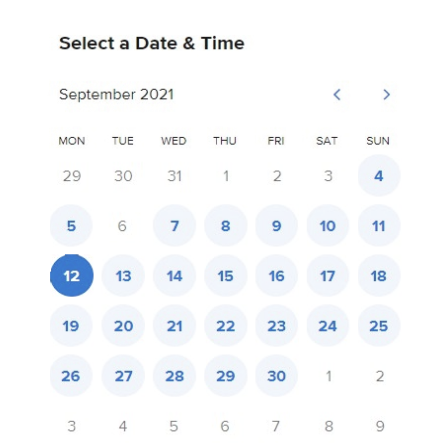 Select a Date & Time
September 2021
MON TUE WED THU FRI SAT SUN
29 30 31 1 2 3 4
5 6 7 8 9 10 11
12 13 14 15 16 17 18
19 20 21 22 23 24 25
26 27 28 29 30 1 2
3 4 5 6 7 8 9